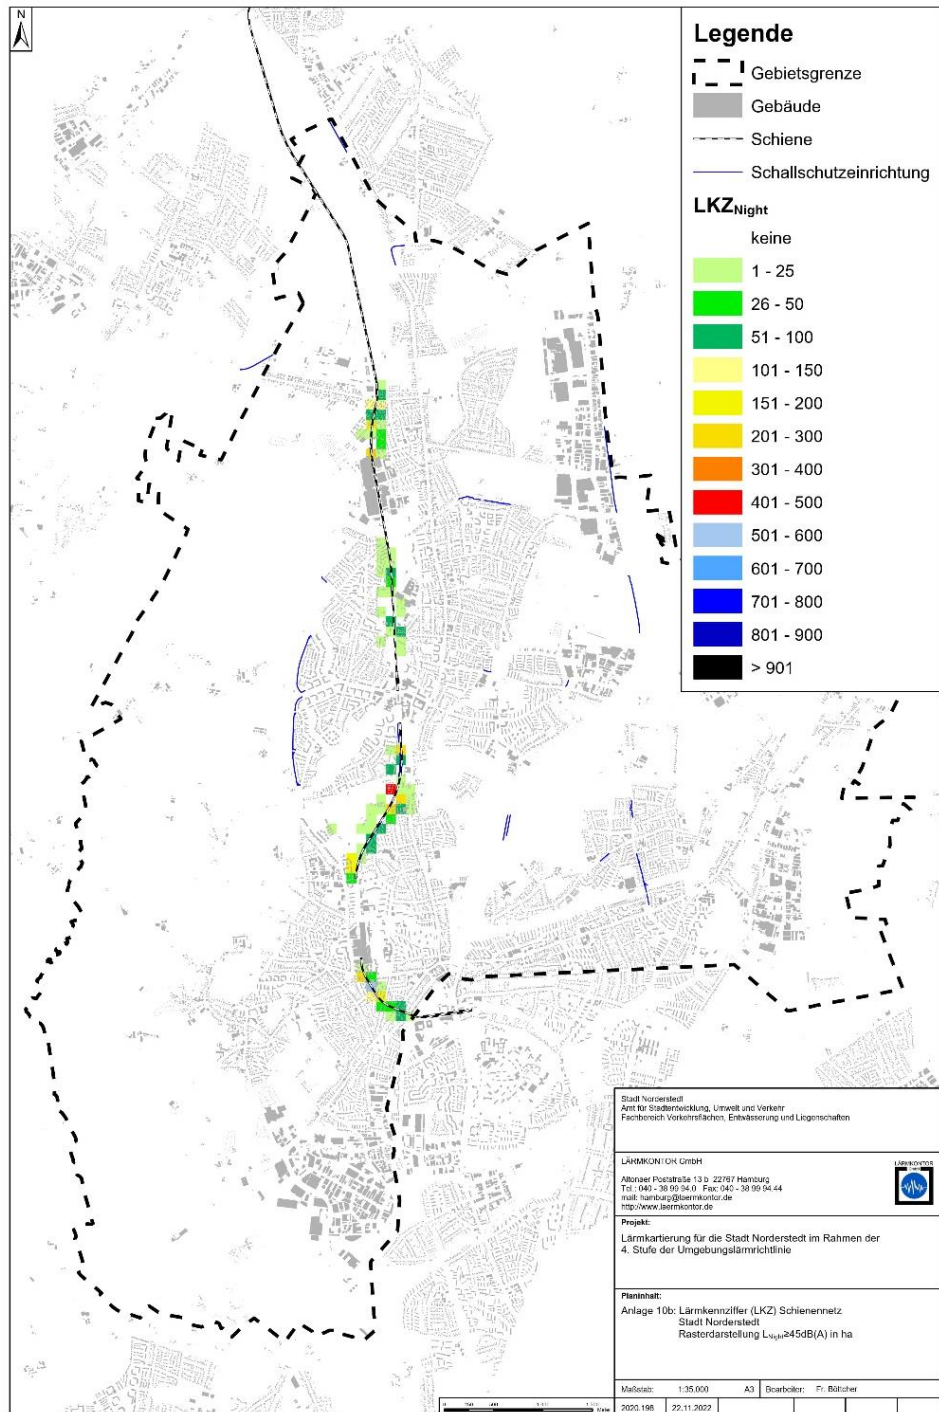 N
Legende
Gebietsgrenze
Gebäude
Schiene
Schallschutzeinrichtung
LKZNight
keine
1 - 25
26 - 50
51 - 100
101 - 150
151 - 200
201 - 300
301 - 400
401 - 500
501 - 600
601 - 700
701 - 800
801 - 900
> 901
Stadt Norderstedt
Amt für Stadtentwicklung, Umwelt und Verkehr
Fachbereich Verkehrsflächen, Entwässerung und Liegenschaften
LÄRMKONTOR GmbH
LÄRMKONTOR
Altonaer Poststraße 13 b 22767 Hamburg
Tel.: 040 - 38 99 94.0 Fax: 040 - 38 99 94.44
mail: hamburg@laermkontor.de
http://www.laermkontor.de
Projekt:
Lärmkartierung für die Stadt Norderstedt im Rahmen der
4. Stufe der Umgebungslärmrichtlinie
Planinhalt:
Anlage 10b: Lärmkennziffer (LKZ) Schienennetz
Stadt Norderstedt
Rasterdarstellung LNight≥45dB(A) in ha
Maßstab: 1:35.000 A3 Bearbeiter: Fr. Böttcher
2020.196 22.11.2022